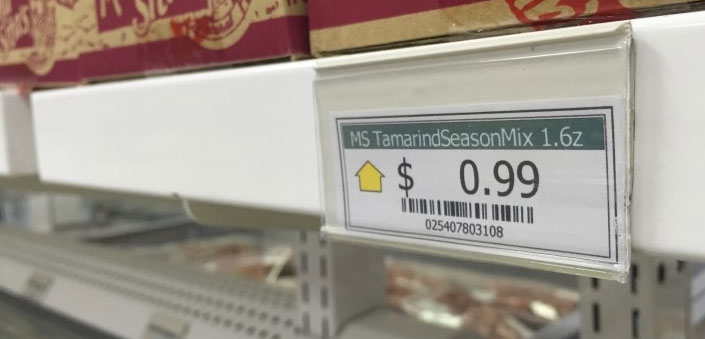 MS TamarindSeasonMix 1.6z
$ 0.99
025407803108